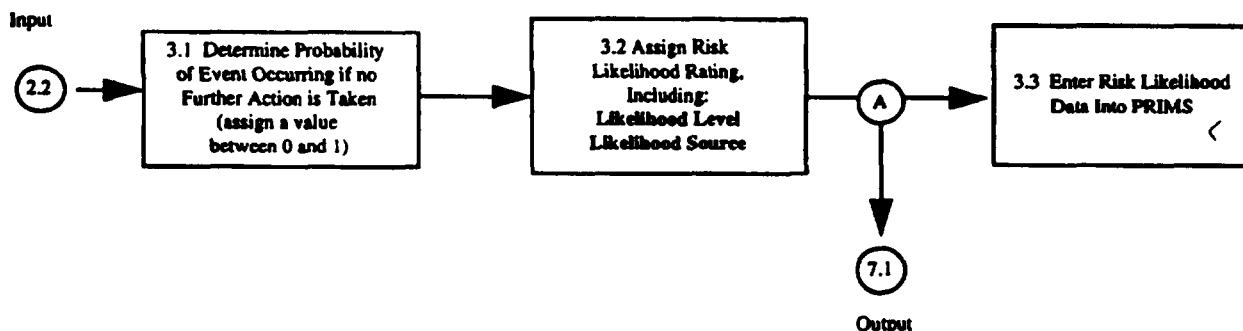 Input
2.2
3.1 Determine Probability
of Event Occurring if no
Further Action is Taken
(assign a value
between 0 and 1)
3.2 Assign Risk
Likelihood Rating,
Including:
Likelihood Level
Likelihood Source
A
3.3 Enter Risk Likelihood
Data Into PRIMS
7.1
Output